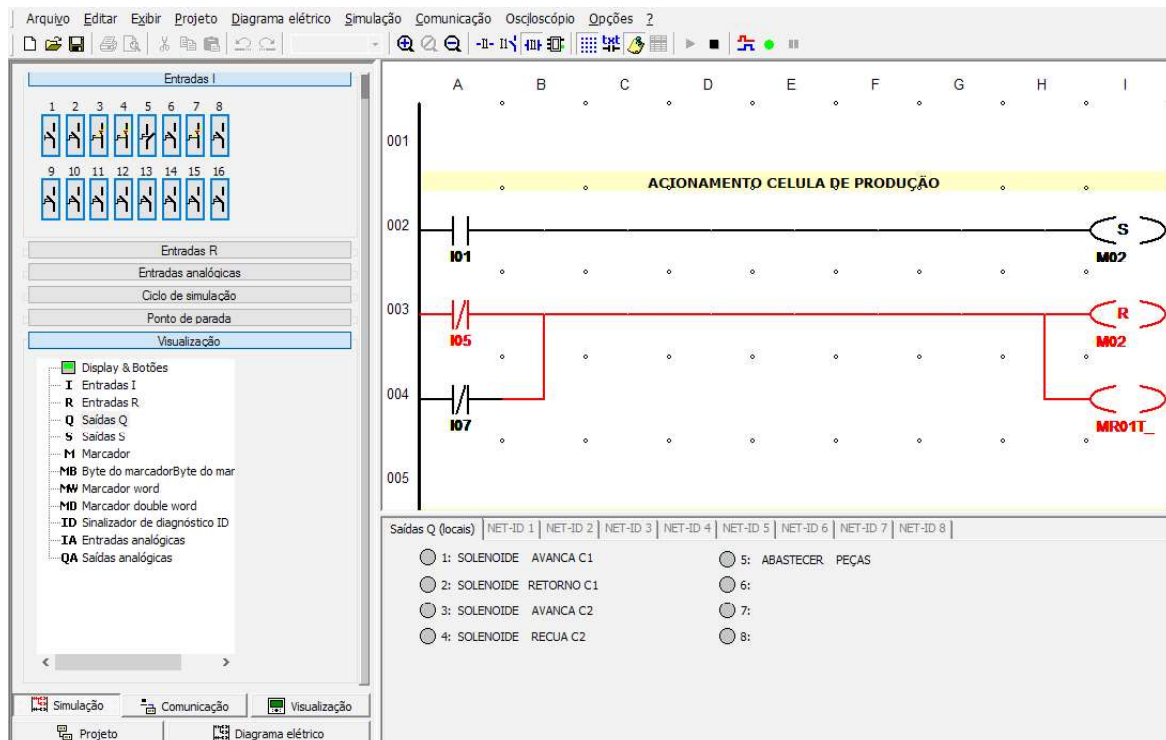 Arquivo Editar Exibir Projeto Diagrama elétrico Simulação Comunicação Osciloscópio Opções ?
Entradas I
1 2 3 4 5 6 7 8
9 10 11 12 13 14 15 16
Entradas R
Entradas analógicas
Ciclo de simulação
Ponto de parada
Visualização
Display & Botões
I Entradas I
R Entradas R
Q Saídas Q
S Saídas S
M Marcador
MB Byte do marcadorByte do mar
MW Marcador word
MD Marcador double word
ID Sinalizador de diagnóstico ID
IA Entradas analógicas
QA Saídas analógicas
Simulação Comunicação Visualização
Projeto Diagrama elétrico
A B C D E F G H I
001
ACIONAMENTO CELULA DE PRODUÇÃO
002
S
I01 M02
003
R
I05 M02
004
I07 MR01T_
005
Saídas Q (locais) NET-ID 1 NET-ID 2 NET-ID 3 NET-ID 4 NET-ID 5 NET-ID 6 NET-ID 7 NET-ID 8
1: SOLENOIDE AVANCA C1 5: ABASTECER PEÇAS
2: SOLENOIDE RETORNO C1 6:
3: SOLENOIDE AVANCA C2 7:
4: SOLENOIDE RECUA C2 8: